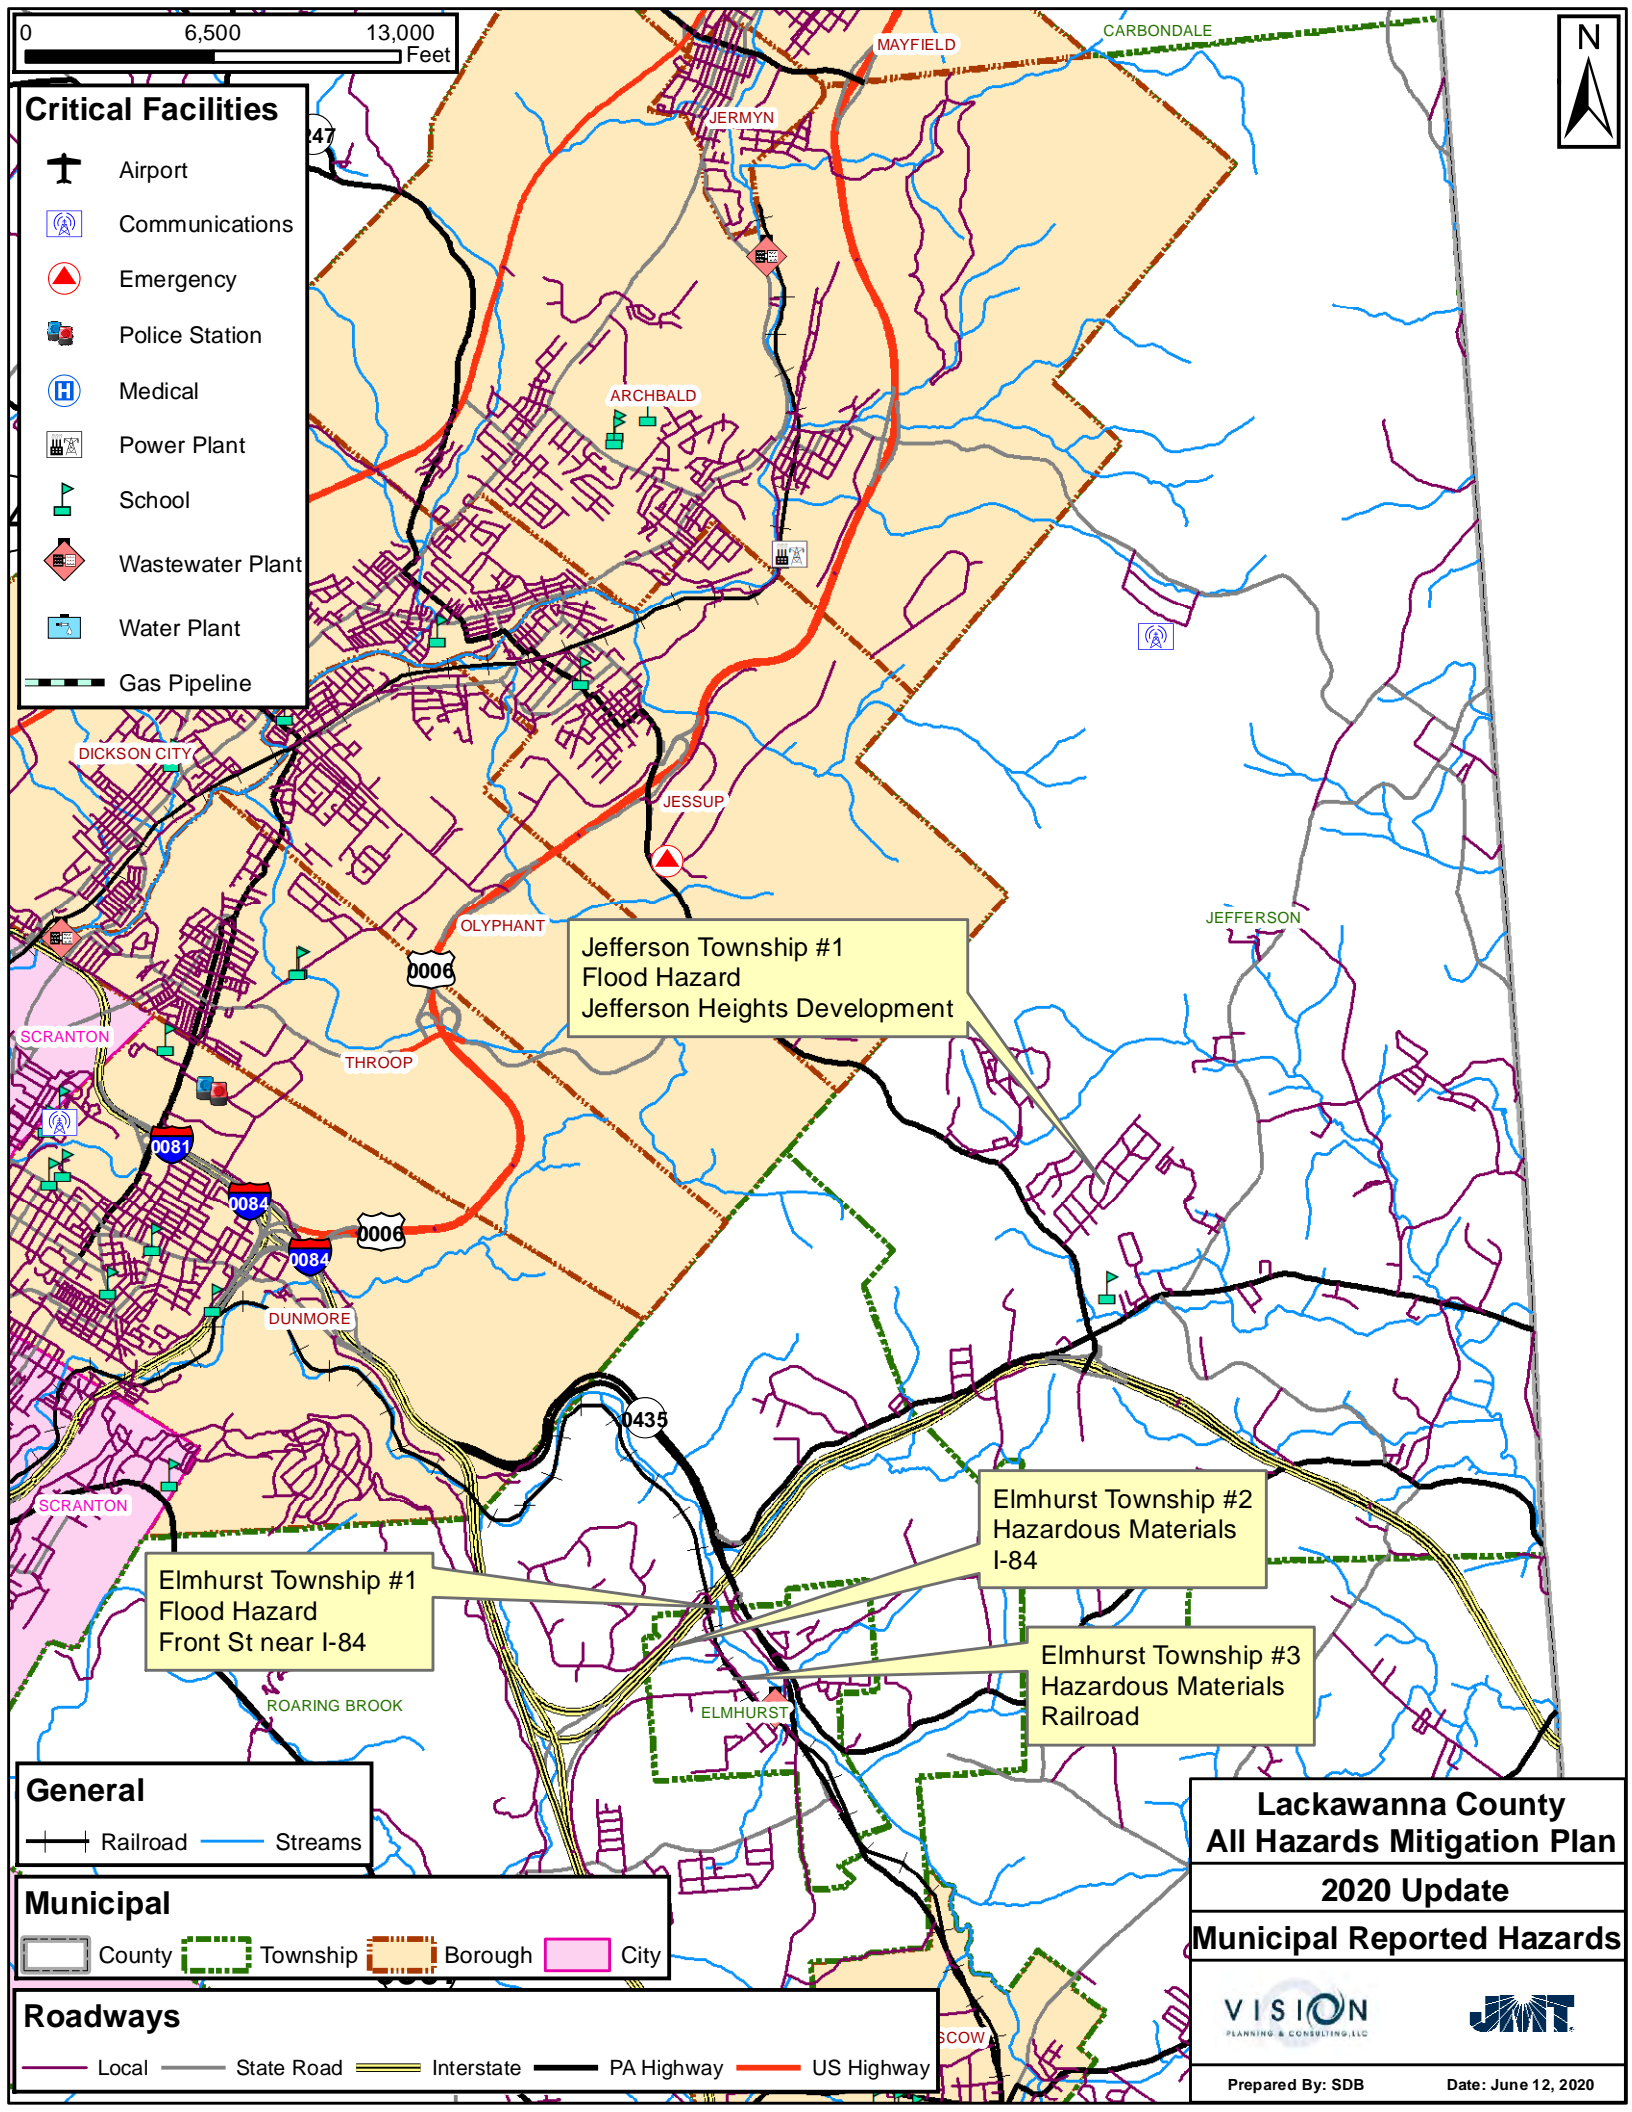 0 6,500 13,000
Feet
N
Critical Facilities
Airport
Communications
Emergency
Police Station
Medical
Power Plant
School
Wastewater Plant
Water Plant
Gas Pipeline
CARBONDALE
MAYFIELD
JERMYN
ARCHBALD
DICKSON CITY
JESSUP
OLYPHANT
0006
JEFFERSON
Jefferson Township #1
Flood Hazard
Jefferson Heights Development
SCRANTON
THROOP
0081
0084
0006
0084
DUNMORE
0435
SCRANTON
Elmhurst Township #2
Hazardous Materials
I-84
Elmhurst Township #1
Flood Hazard
Front St near I-84
Elmhurst Township #3
Hazardous Materials
Railroad
ROARING BROOK
ELMHURST
General
Railroad Streams
Municipal
County Township Borough City
Roadways
Local State Road Interstate PA Highway US Highway
Lackawanna County
All Hazards Mitigation Plan
2020 Update
Municipal Reported Hazards
VISION
PLANNING & CONSULTING, LLC
JMT
Prepared By: SDB Date: June 12, 2020